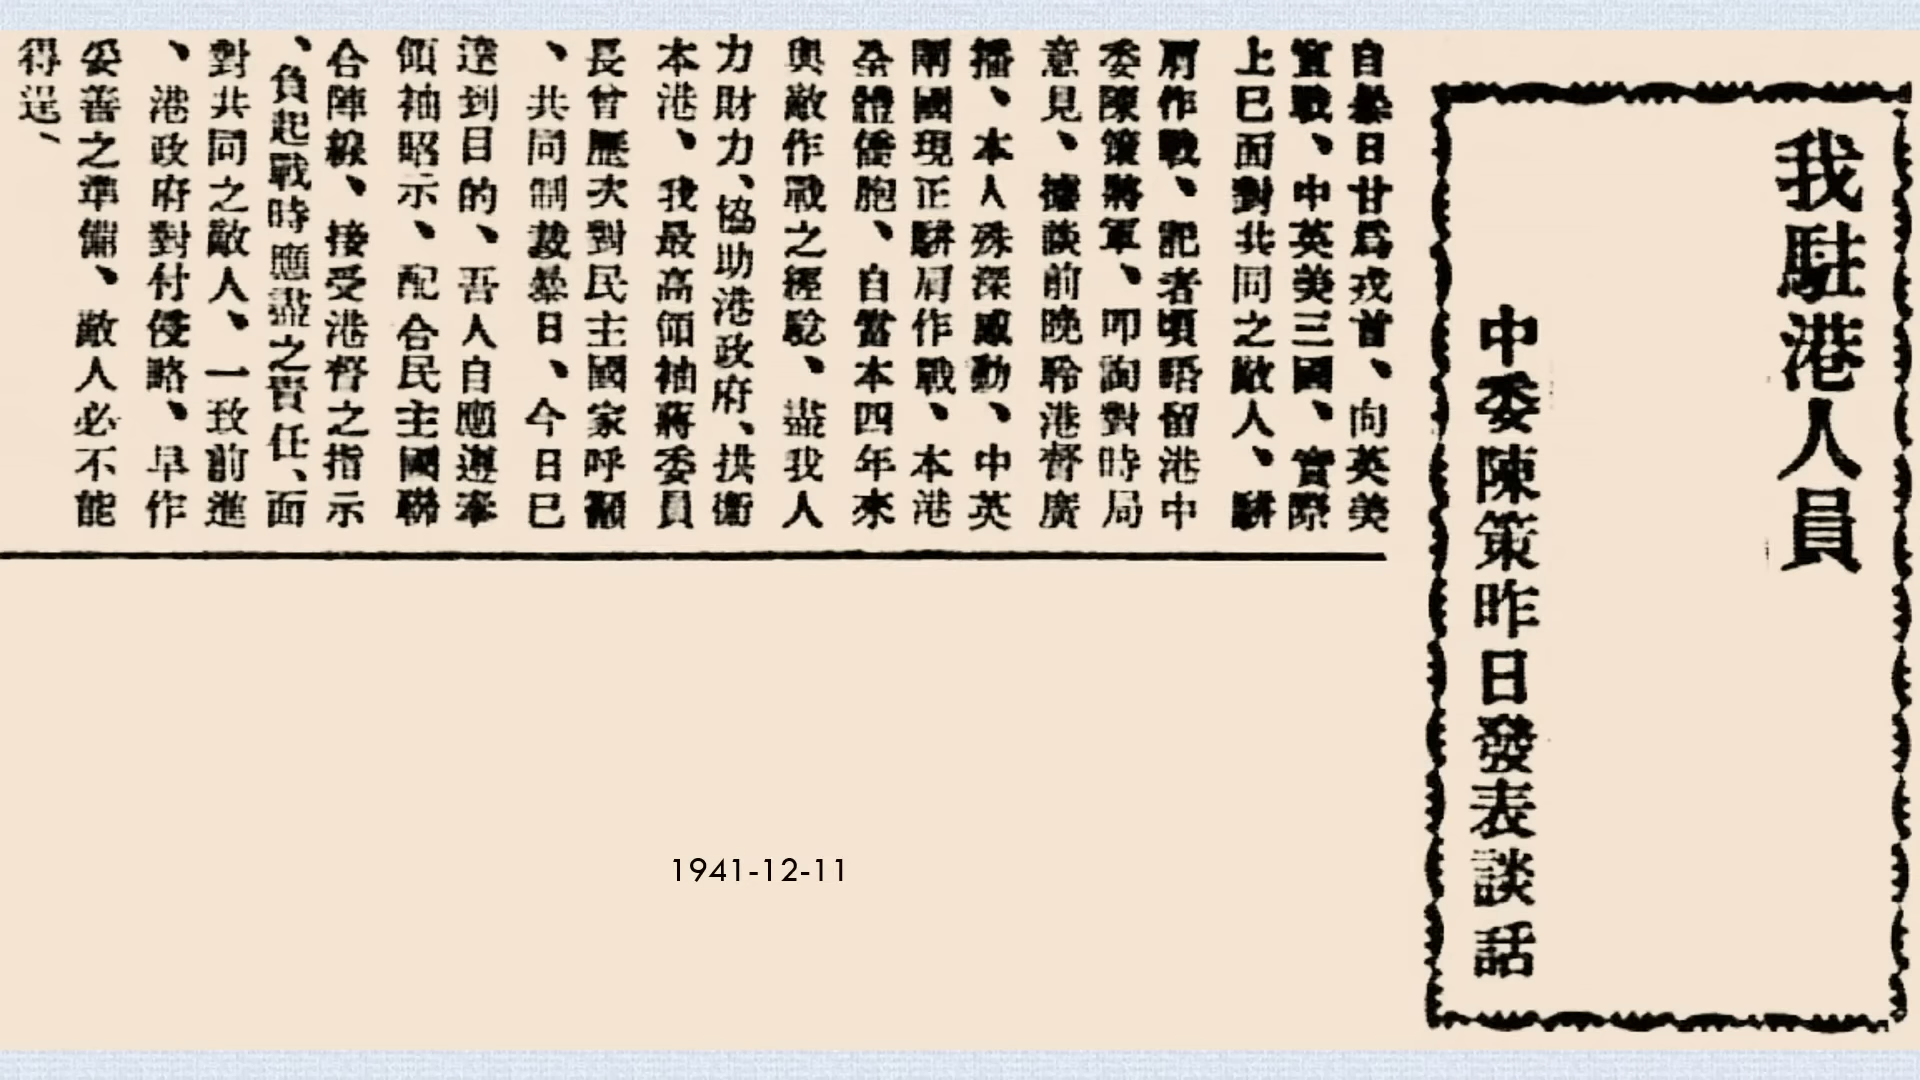 我駐港人員
中委陳策昨日發表談話
自暴日甘爲戎首、向英美
宣戰、中英美三國、實際
上已面對共同之敵人、駢
肩作戰、記者頃晤留港中
委陳策將軍、叩詢對時局
意見、據談前晚聆港督廣
播、本人殊深感動、中英
兩國現正駢肩作戰、本港
全體僑胞、自當本四年來
與敵作戰之經驗、盡我人
力財力、協助港政府、拱衛
本港、我最高領袖蔣委員
長曾歷次對民主國家呼籲
、共同制裁暴日、今日已
達到目的、吾人自應遵奉
領袖昭示、配合民主國聯
合陣線、接受港督之指示
、負起戰時應盡之責任、面
對共同之敵人、一致前進
、港政府對付侵略、早作
妥善之準備、敵人必不能
得逞、
1941-12-11